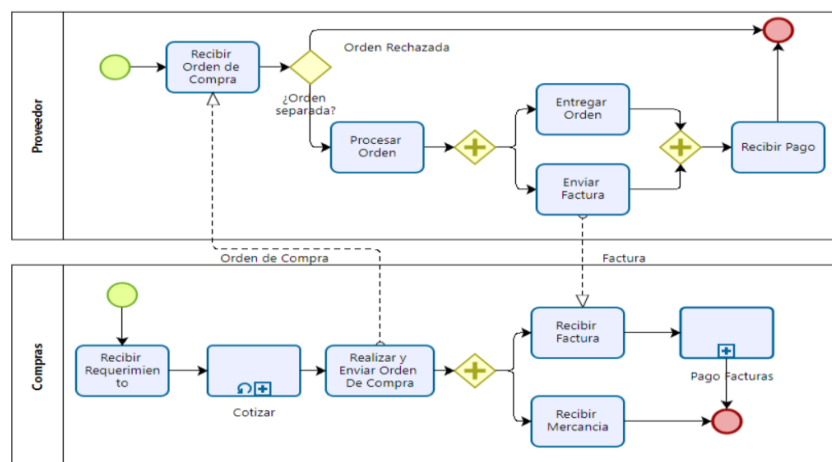 Proveedor
Recibir
Orden de
Compra
Orden Rechazada
¿Orden
separada?
Procesar
Orden
Entregar
Orden
Enviar
Factura
Recibir Pago
Orden de Compra
Factura
Compras
Recibir
Requerimien
to
Cotizar
Realizar y
Enviar Orden
De Compra
Recibir
Factura
Pago Facturas
Recibir
Mercancia